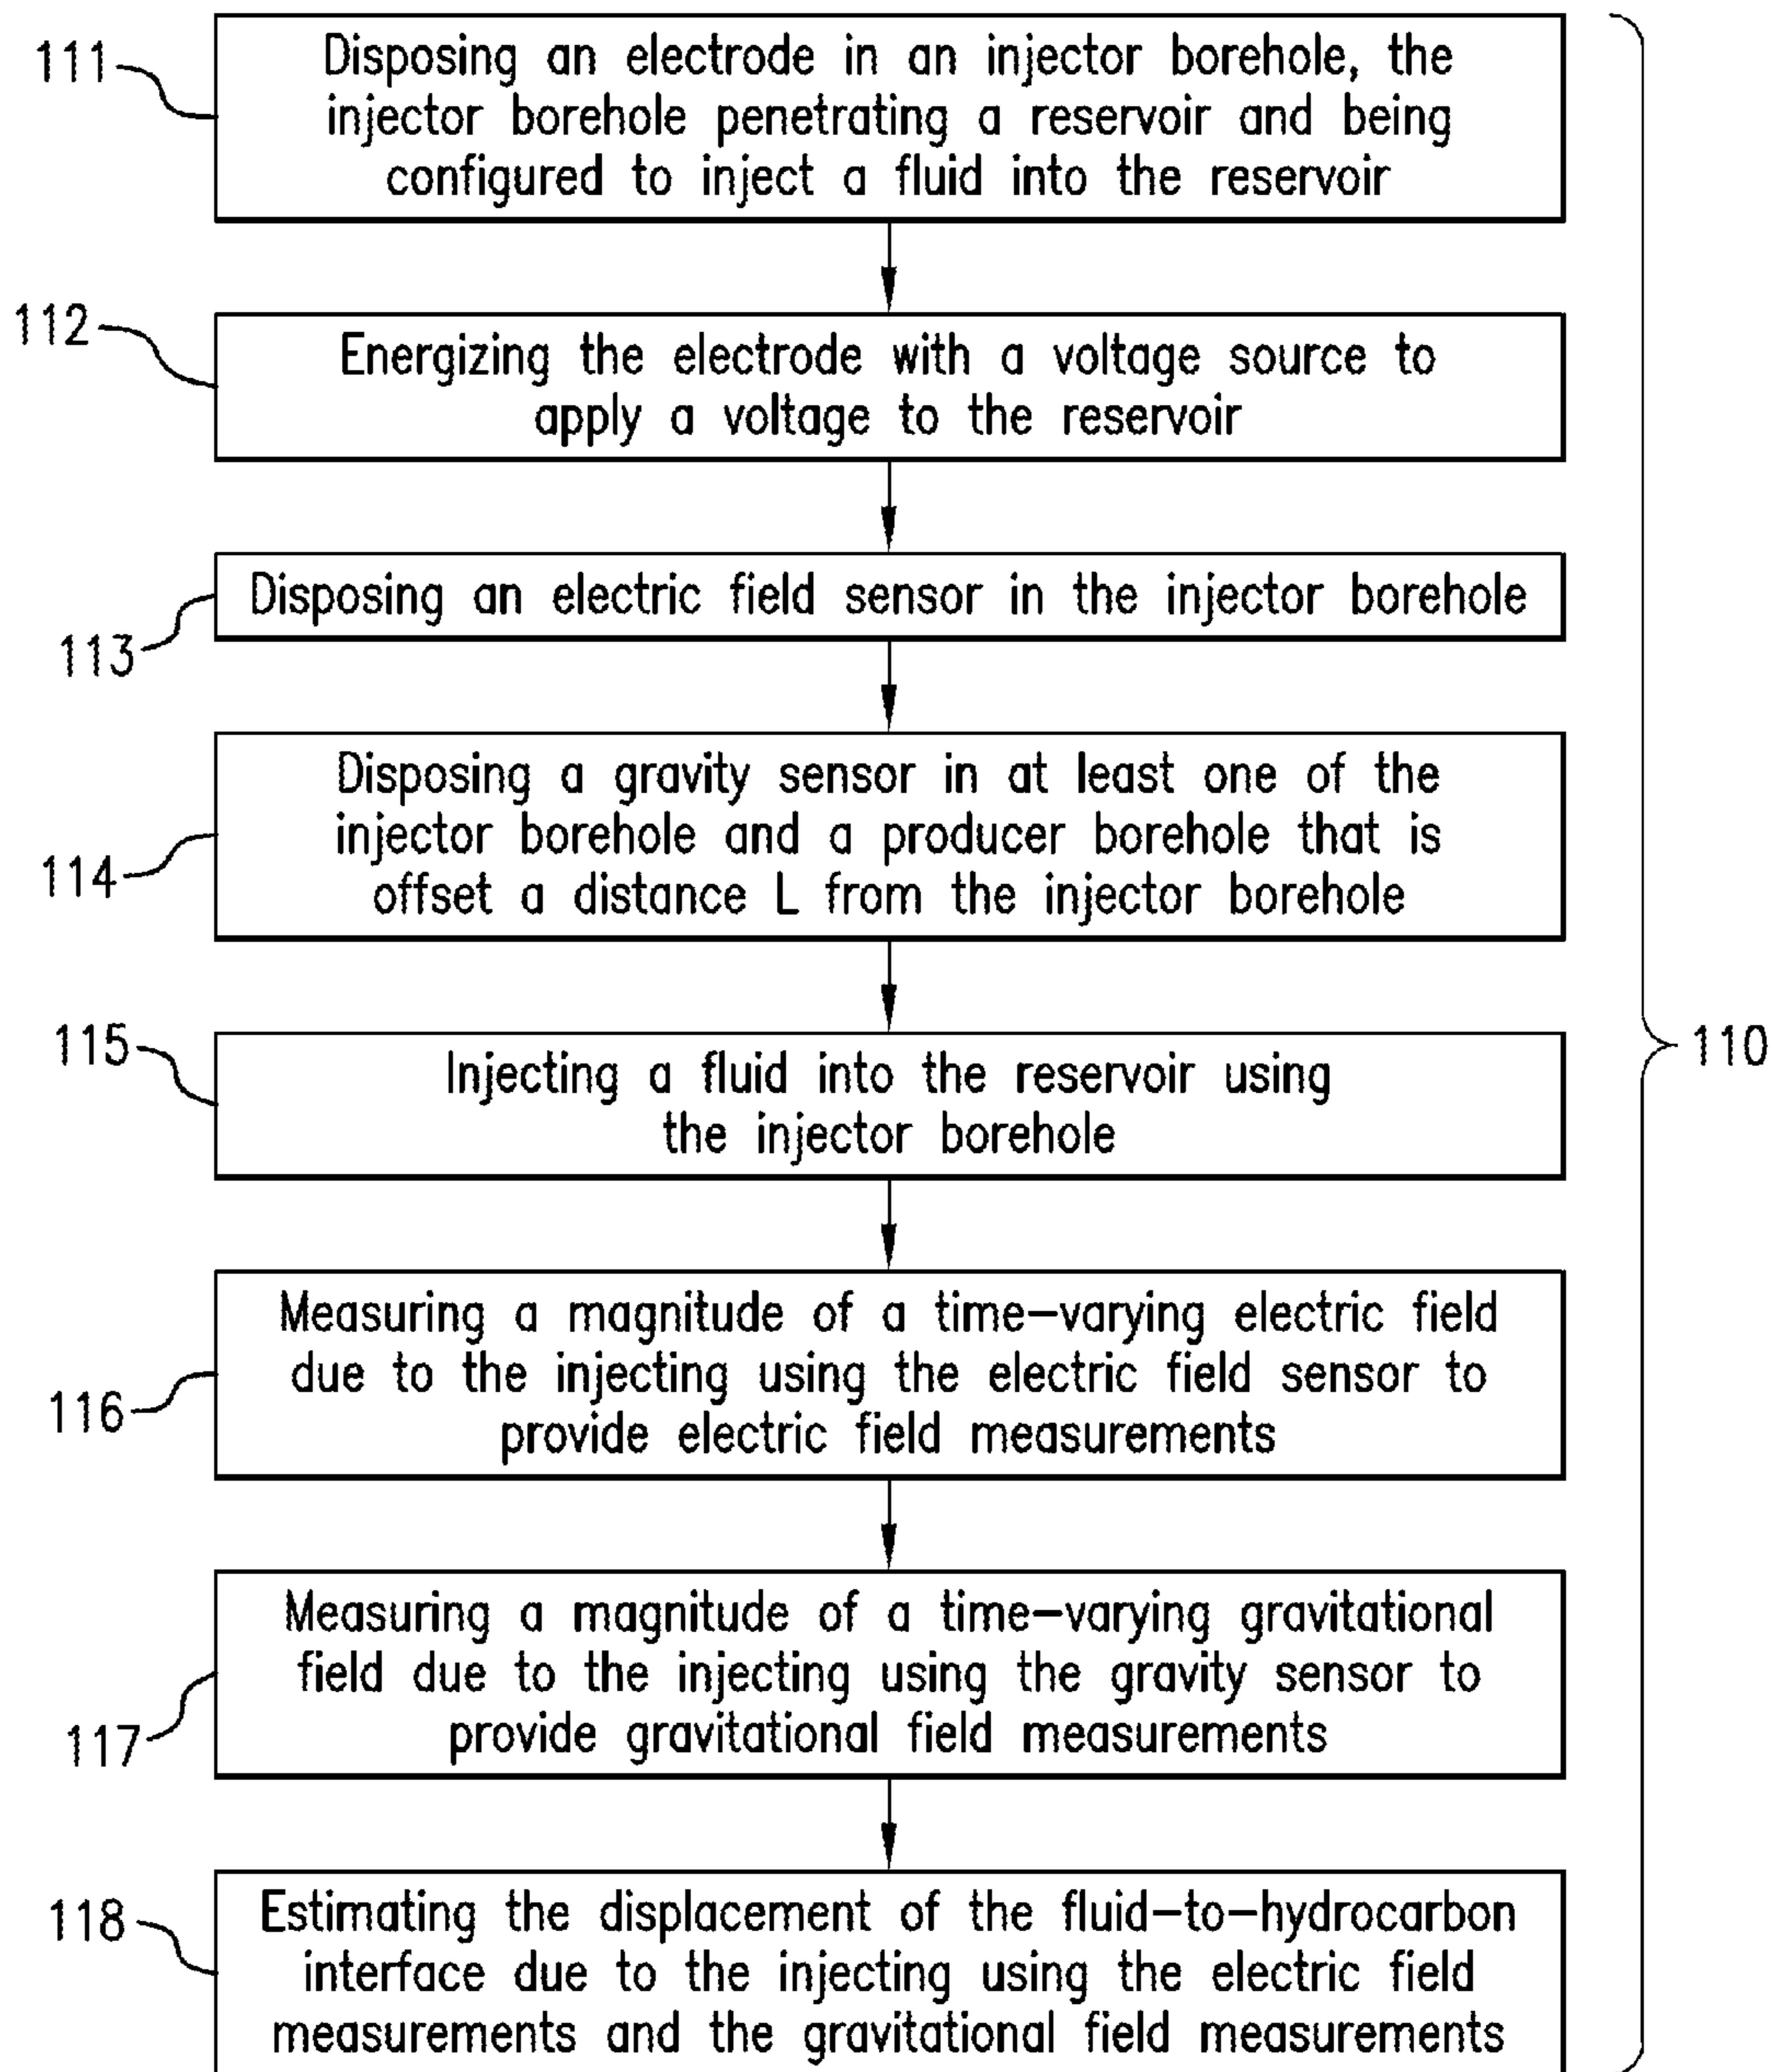 111
Disposing an electrode in an injector borehole, the
injector borehole penetrating a reservoir and being
configured to inject a fluid into the reservoir
112
Energizing the electrode with a voltage source to
apply a voltage to the reservoir
113
Disposing an electric field sensor in the injector borehole
114
Disposing a gravity sensor in at least one of the
injector borehole and a producer borehole that is
offset a distance L from the injector borehole
115
Injecting a fluid into the reservoir using
the injector borehole
110
116
Measuring a magnitude of a time-varying electric field
due to the injecting using the electric field sensor to
provide electric field measurements
117
Measuring a magnitude of a time-varying gravitational
field due to the injecting using the gravity sensor to
provide gravitational field measurements
118
Estimating the displacement of the fluid-to-hydrocarbon
interface due to the injecting using the electric field
measurements and the gravitational field measurements